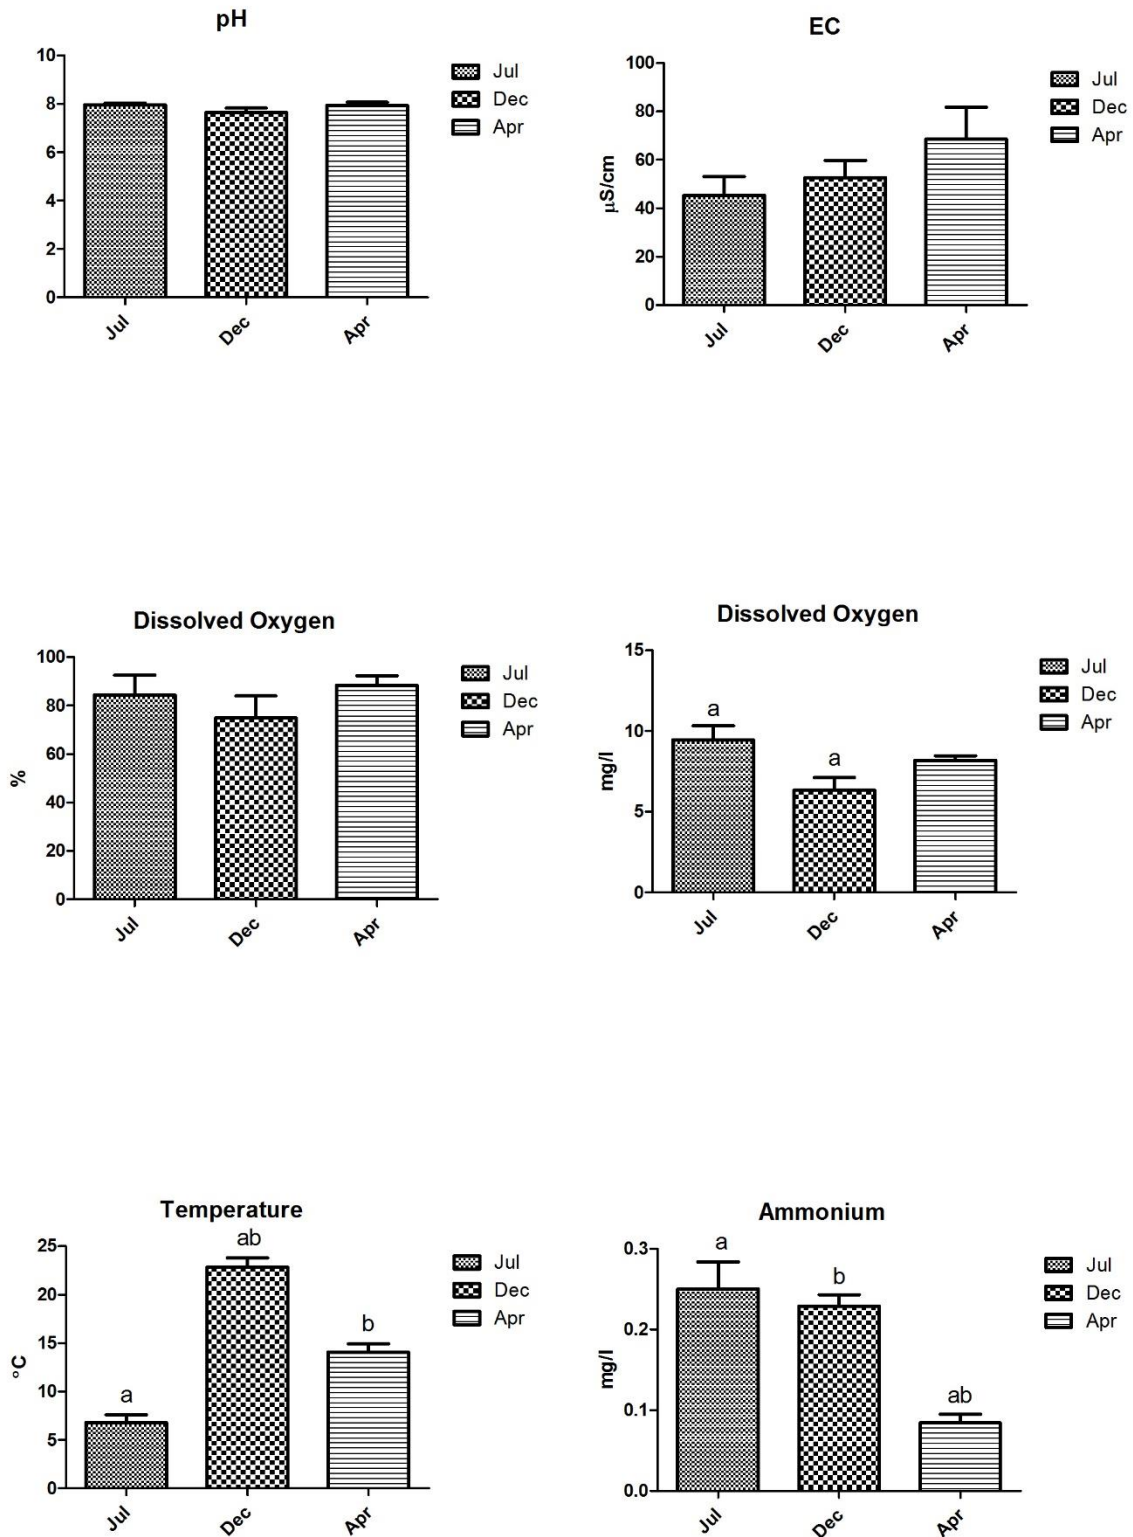 pH
10
8
6
4
2
0
Jul
Dec
Apr
Jul
Dec
Apr
EC
100
80
60
40
20
0
µS/cm
Jul
Dec
Apr
Jul
Dec
Apr
Dissolved Oxygen
100
80
60
40
20
0
%
Jul
Dec
Apr
Jul
Dec
Apr
Dissolved Oxygen
15
10
5
0
mg/l
a
a
Jul
Dec
Apr
Jul
Dec
Apr
Temperature
25
20
15
10
5
0
°C
a
ab
b
Jul
Dec
Apr
Jul
Dec
Apr
Ammonium
0.3
0.2
0.1
0.0
mg/l
a
b
ab
Jul
Dec
Apr
Jul
Dec
Apr